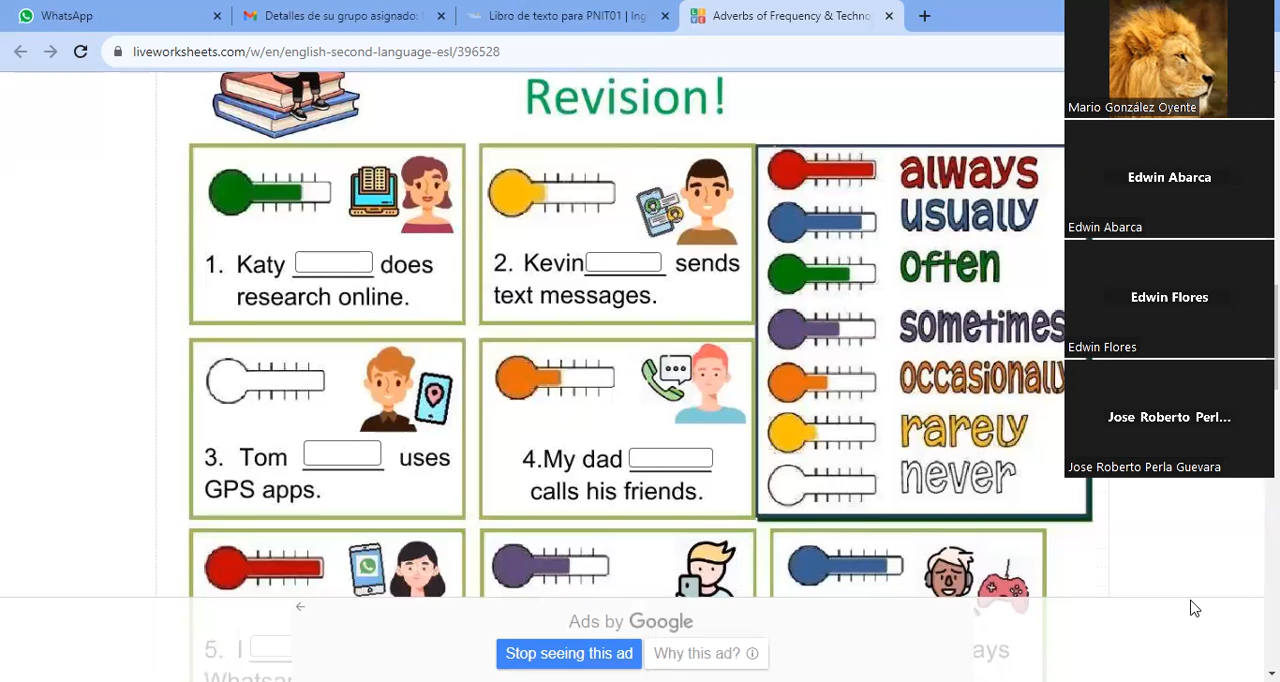 WhatsApp
Detalles de su grupo asignado:
Libro de texto para PNIT01 | Ing
Adverbs of Frequency & Techno
liveworksheets.com/w/en/english-second-language-esl/396528
Revision!
1. Katy does
research online.
2. Kevin sends
text messages.
always
usually
often
sometimes
occasionally
rarely
never
3. Tom uses
GPS apps.
4.My dad
calls his friends.
5. I
Whatsa
ays
Ads by Google
Stop seeing this ad
Why this ad?
Mario González Oyente
Edwin Abarca
Edwin Abarca
Edwin Flores
Edwin Flores
Jose Roberto Perl...
Jose Roberto Perla Guevara